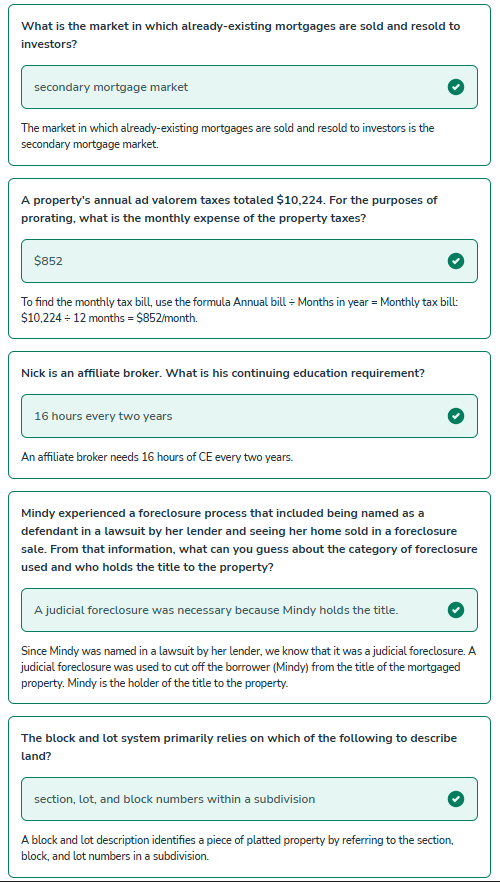 What is the market in which already-existing mortgages are sold and resold to
investors?
secondary mortgage market
The market in which already-existing mortgages are sold and resold to investors is the
secondary mortgage market.
A property's annual ad valorem taxes totaled $10,224. For the purposes of
prorating, what is the monthly expense of the property taxes?
$852
To find the monthly tax bill, use the formula Annual bill ÷ Months in year = Monthly tax bill:
$10,224 ÷ 12 months = $852/month.
Nick is an affiliate broker. What is his continuing education requirement?
16 hours every two years
An affiliate broker needs 16 hours of CE every two years.
Mindy experienced a foreclosure process that included being named as a
defendant in a lawsuit by her lender and seeing her home sold in a foreclosure
sale. From that information, what can you guess about the category of foreclosure
used and who holds the title to the property?
A judicial foreclosure was necessary because Mindy holds the title.
Since Mindy was named in a lawsuit by her lender, we know that it was a judicial foreclosure. A
judicial foreclosure was used to cut off the borrower (Mindy) from the title of the mortgaged
property. Mindy is the holder of the title to the property.
The block and lot system primarily relies on which of the following to describe
land?
section, lot, and block numbers within a subdivision
A block and lot description identifies a piece of platted property by referring to the section,
block, and lot numbers in a subdivision.